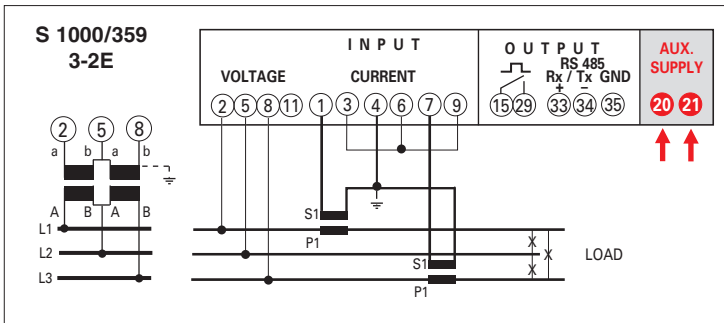 S 1000/359
3-2E
INPUT
VOLTAGE CURRENT
2 5 8 11 1 3 4 6 7 9
OUTPUT
RS 485
Rx / Tx GND
+ −
15 29 33 34 35
AUX.
SUPPLY
20 21
2 5 8
a b a b
A B A B
L1
L2
L3
S1
P1
S1
P1
X
X
X
LOAD